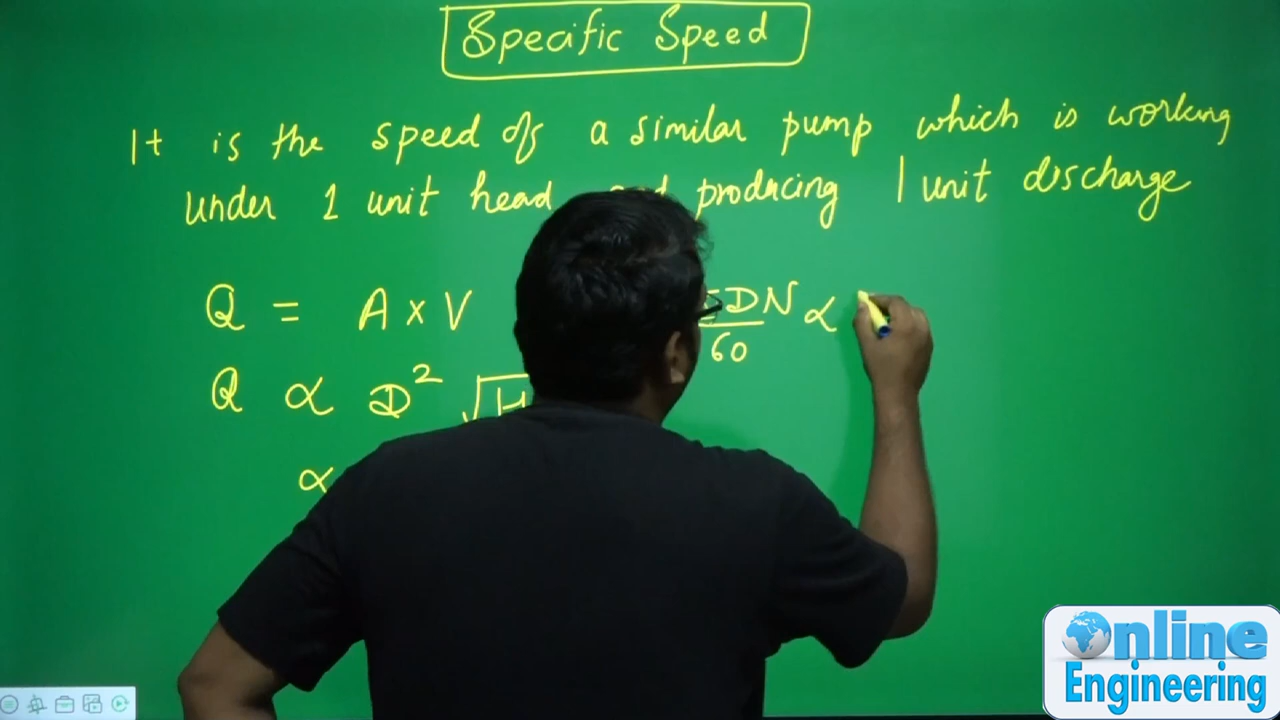 Specific Speed
It is the speed of a similar pump which is working
under 1 unit head producing 1 unit discharge
Q = A × V
DN ∝
60
Q ∝ D² √H
∝
Online
Engineering